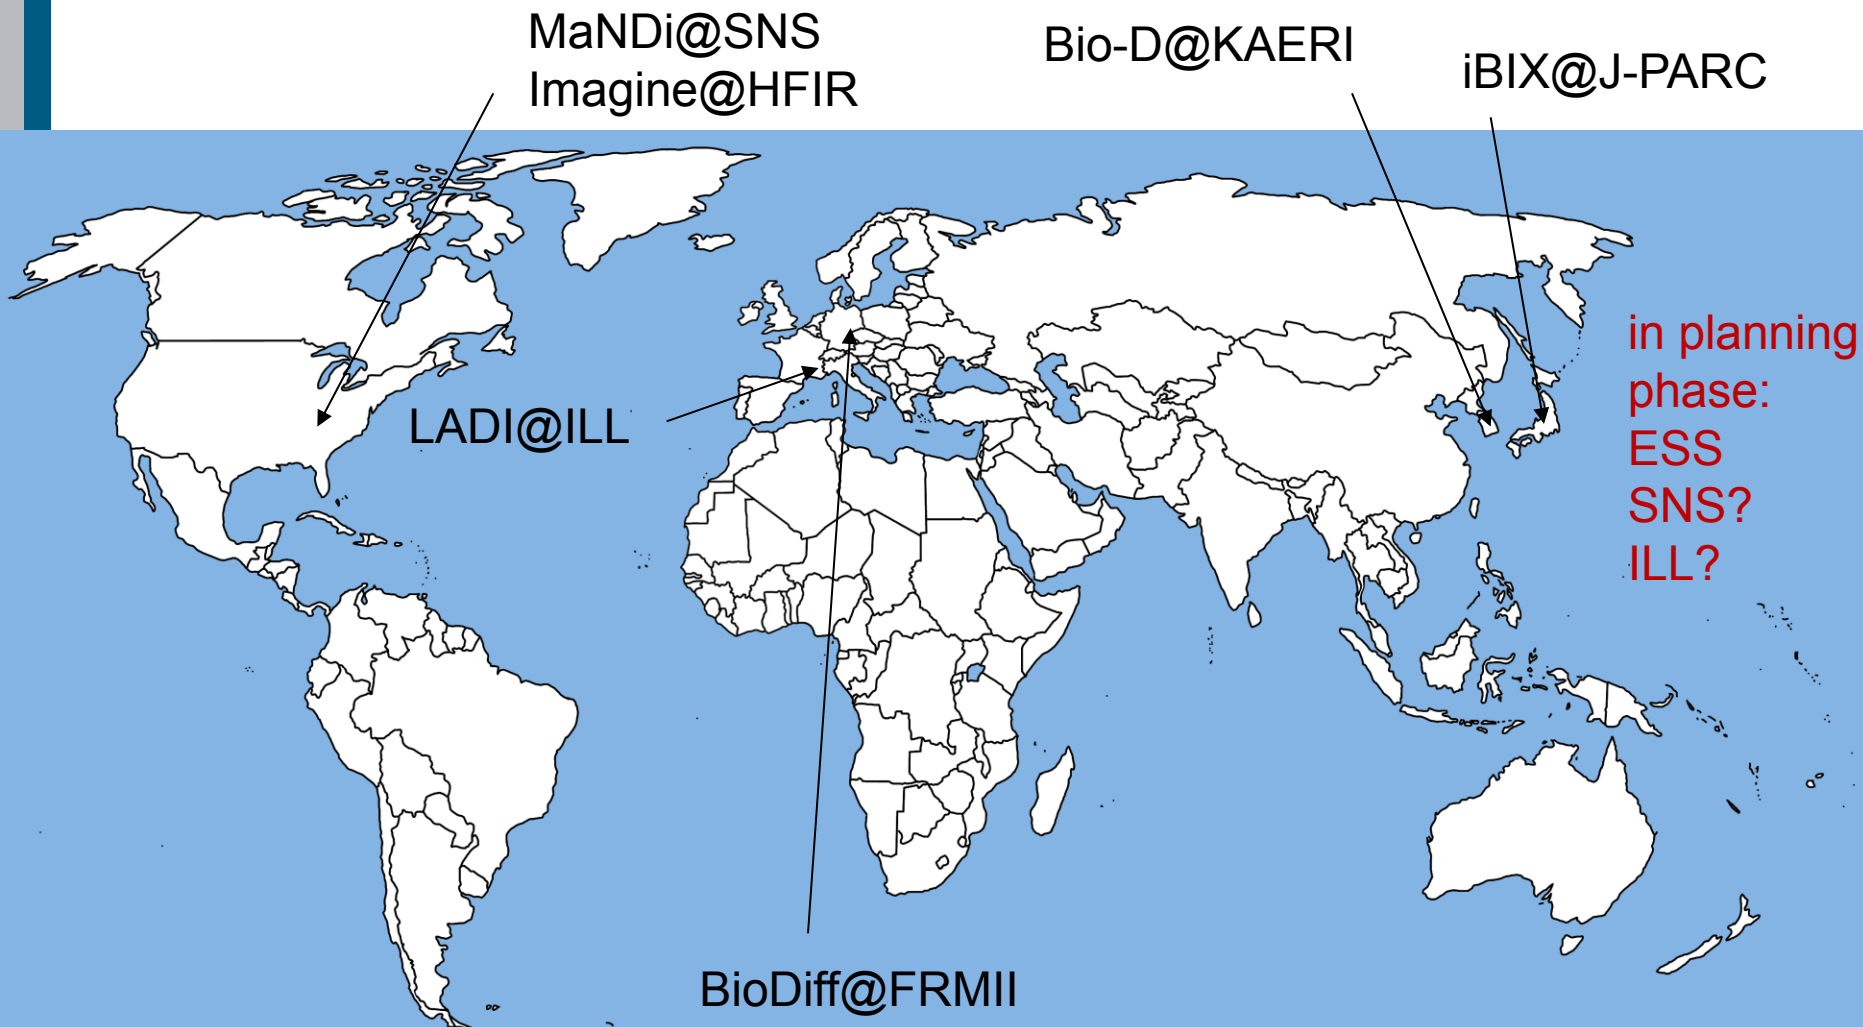 MaNDi@SNS
Imagine@HFIR
Bio-D@KAERI
iBIX@J-PARC
in planning
phase:
ESS
SNS?
ILL?
LADI@ILL
BioDiff@FRMII